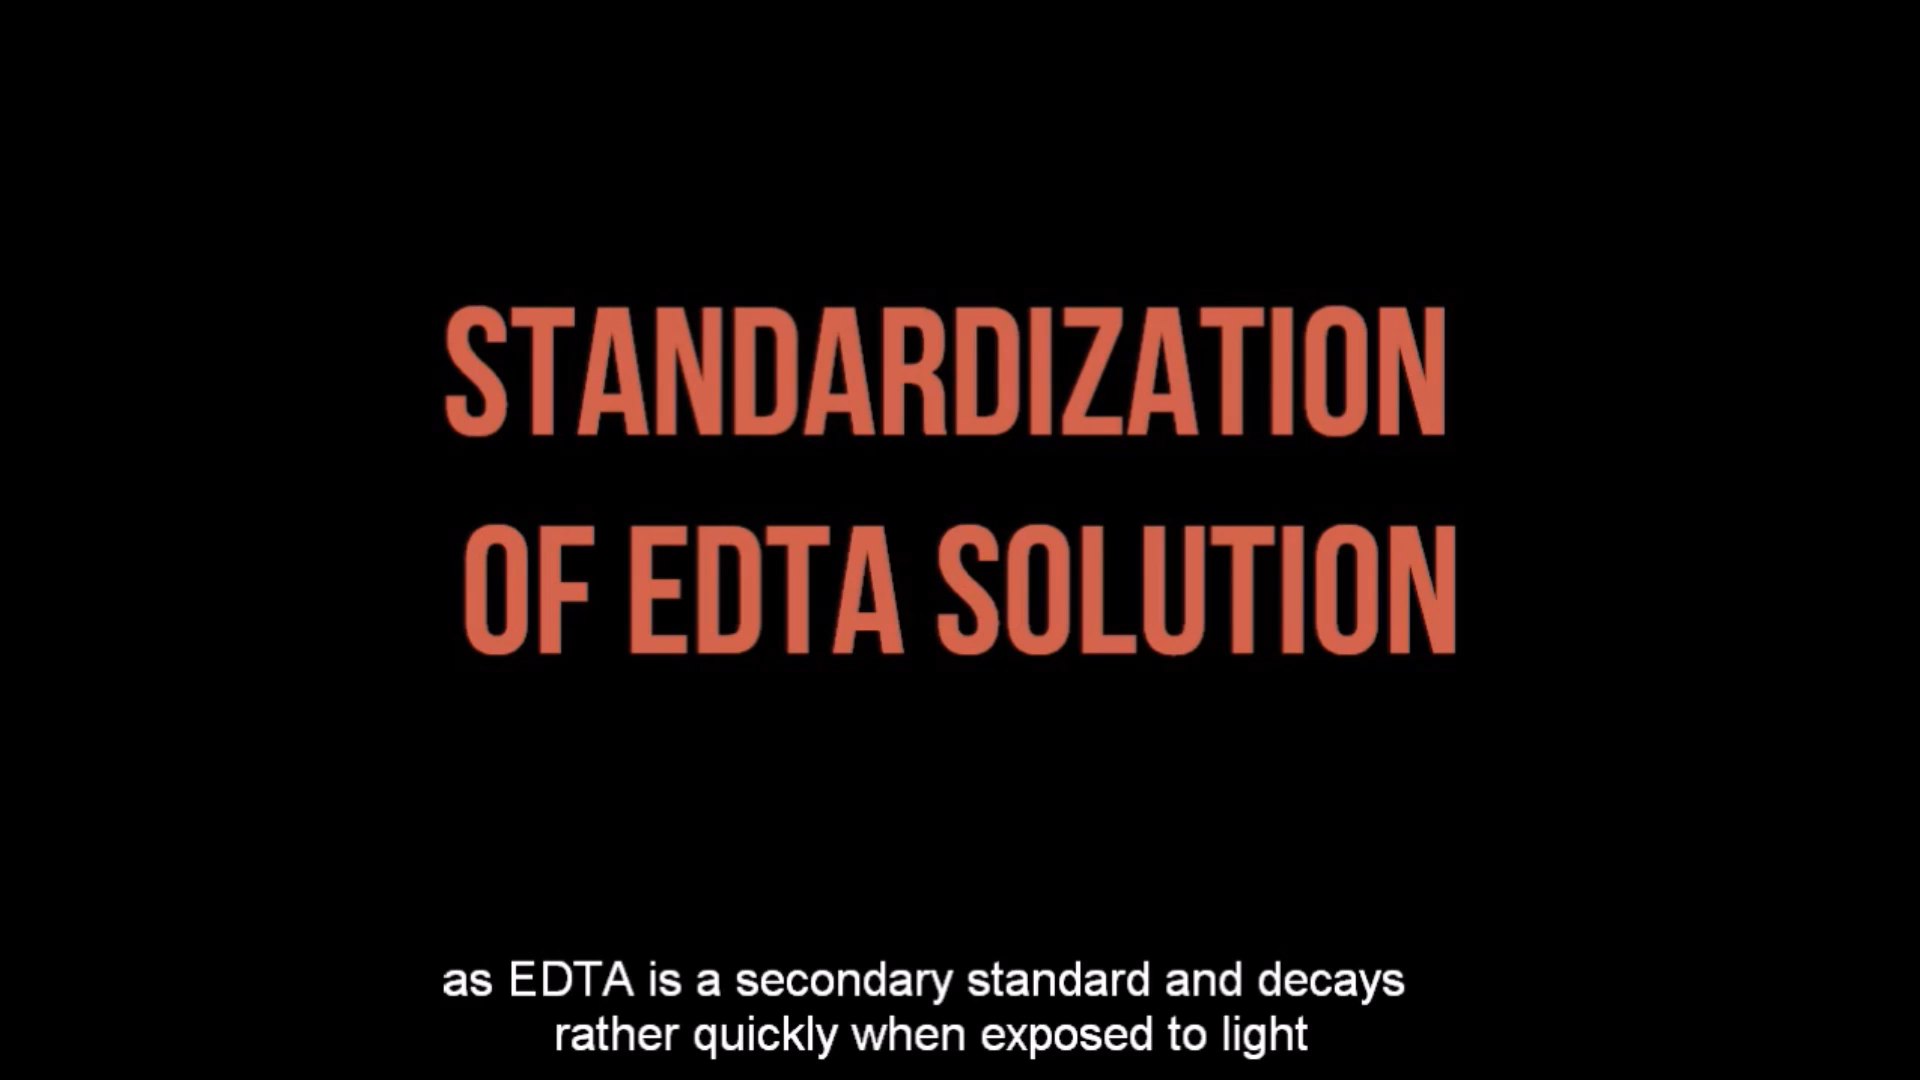 STANDARDIZATION
OF EDTA SOLUTION
as EDTA is a secondary standard and decays
rather quickly when exposed to light